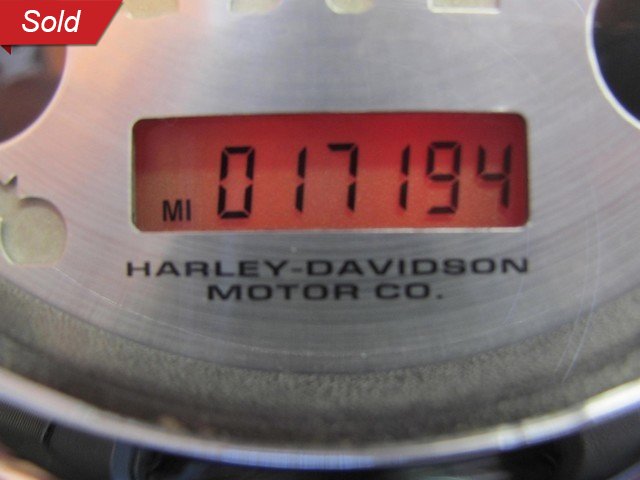 Sold
MI 017194
HARLEY-DAVIDSON
MOTOR CO.